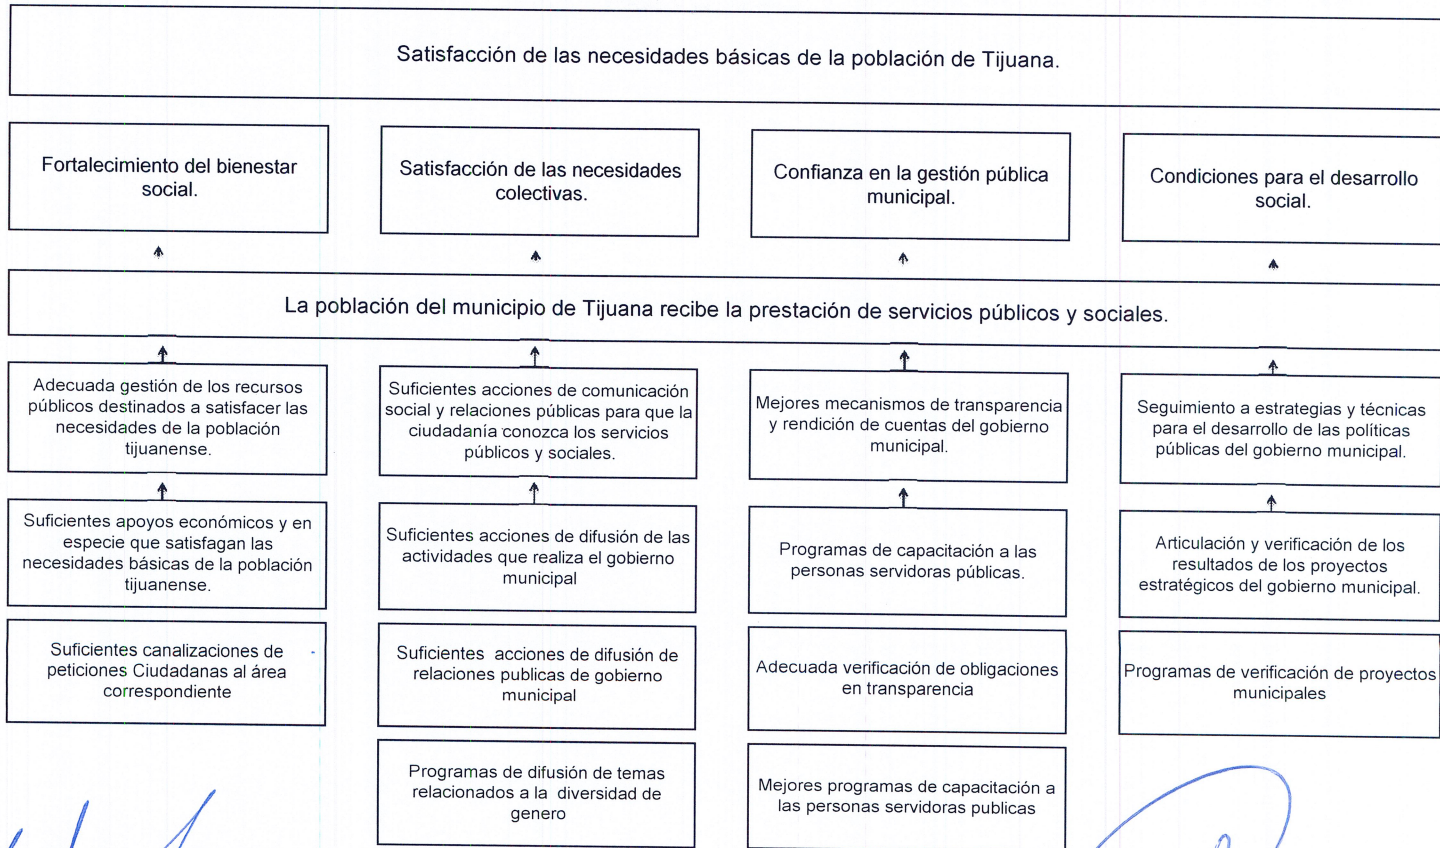 Satisfacción de las necesidades básicas de la población de Tijuana.
Fortalecimiento del bienestar
social.
Satisfacción de las necesidades
colectivas.
Confianza en la gestión pública
municipal.
Condiciones para el desarrollo
social.
La población del municipio de Tijuana recibe la prestación de servicios públicos y sociales.
Adecuada gestión de los recursos
públicos destinados a satisfacer las
necesidades de la población
tijuanense.
Suficientes acciones de comunicación
social y relaciones públicas para que la
ciudadanía conozca los servicios
públicos y sociales.
Mejores mecanismos de transparencia
y rendición de cuentas del gobierno
municipal.
Seguimiento a estrategias y técnicas
para el desarrollo de las políticas
públicas del gobierno municipal.
Suficientes apoyos económicos y en
especie que satisfagan las
necesidades básicas de la población
tijuanense.
Suficientes acciones de difusión de las
actividades que realiza el gobierno
municipal
Programas de capacitación a las
personas servidoras públicas.
Articulación y verificación de los
resultados de los proyectos
estratégicos del gobierno municipal.
Suficientes canalizaciones de
peticiones Ciudadanas al área
correspondiente
Suficientes  acciones de difusión de
relaciones publicas de gobierno
municipal
Adecuada verificación de obligaciones
en transparencia
Programas de verificación de proyectos
municipales
Programas de difusión de temas
relacionados a la  diversidad de
genero
Mejores programas de capacitación a
las personas servidoras publicas